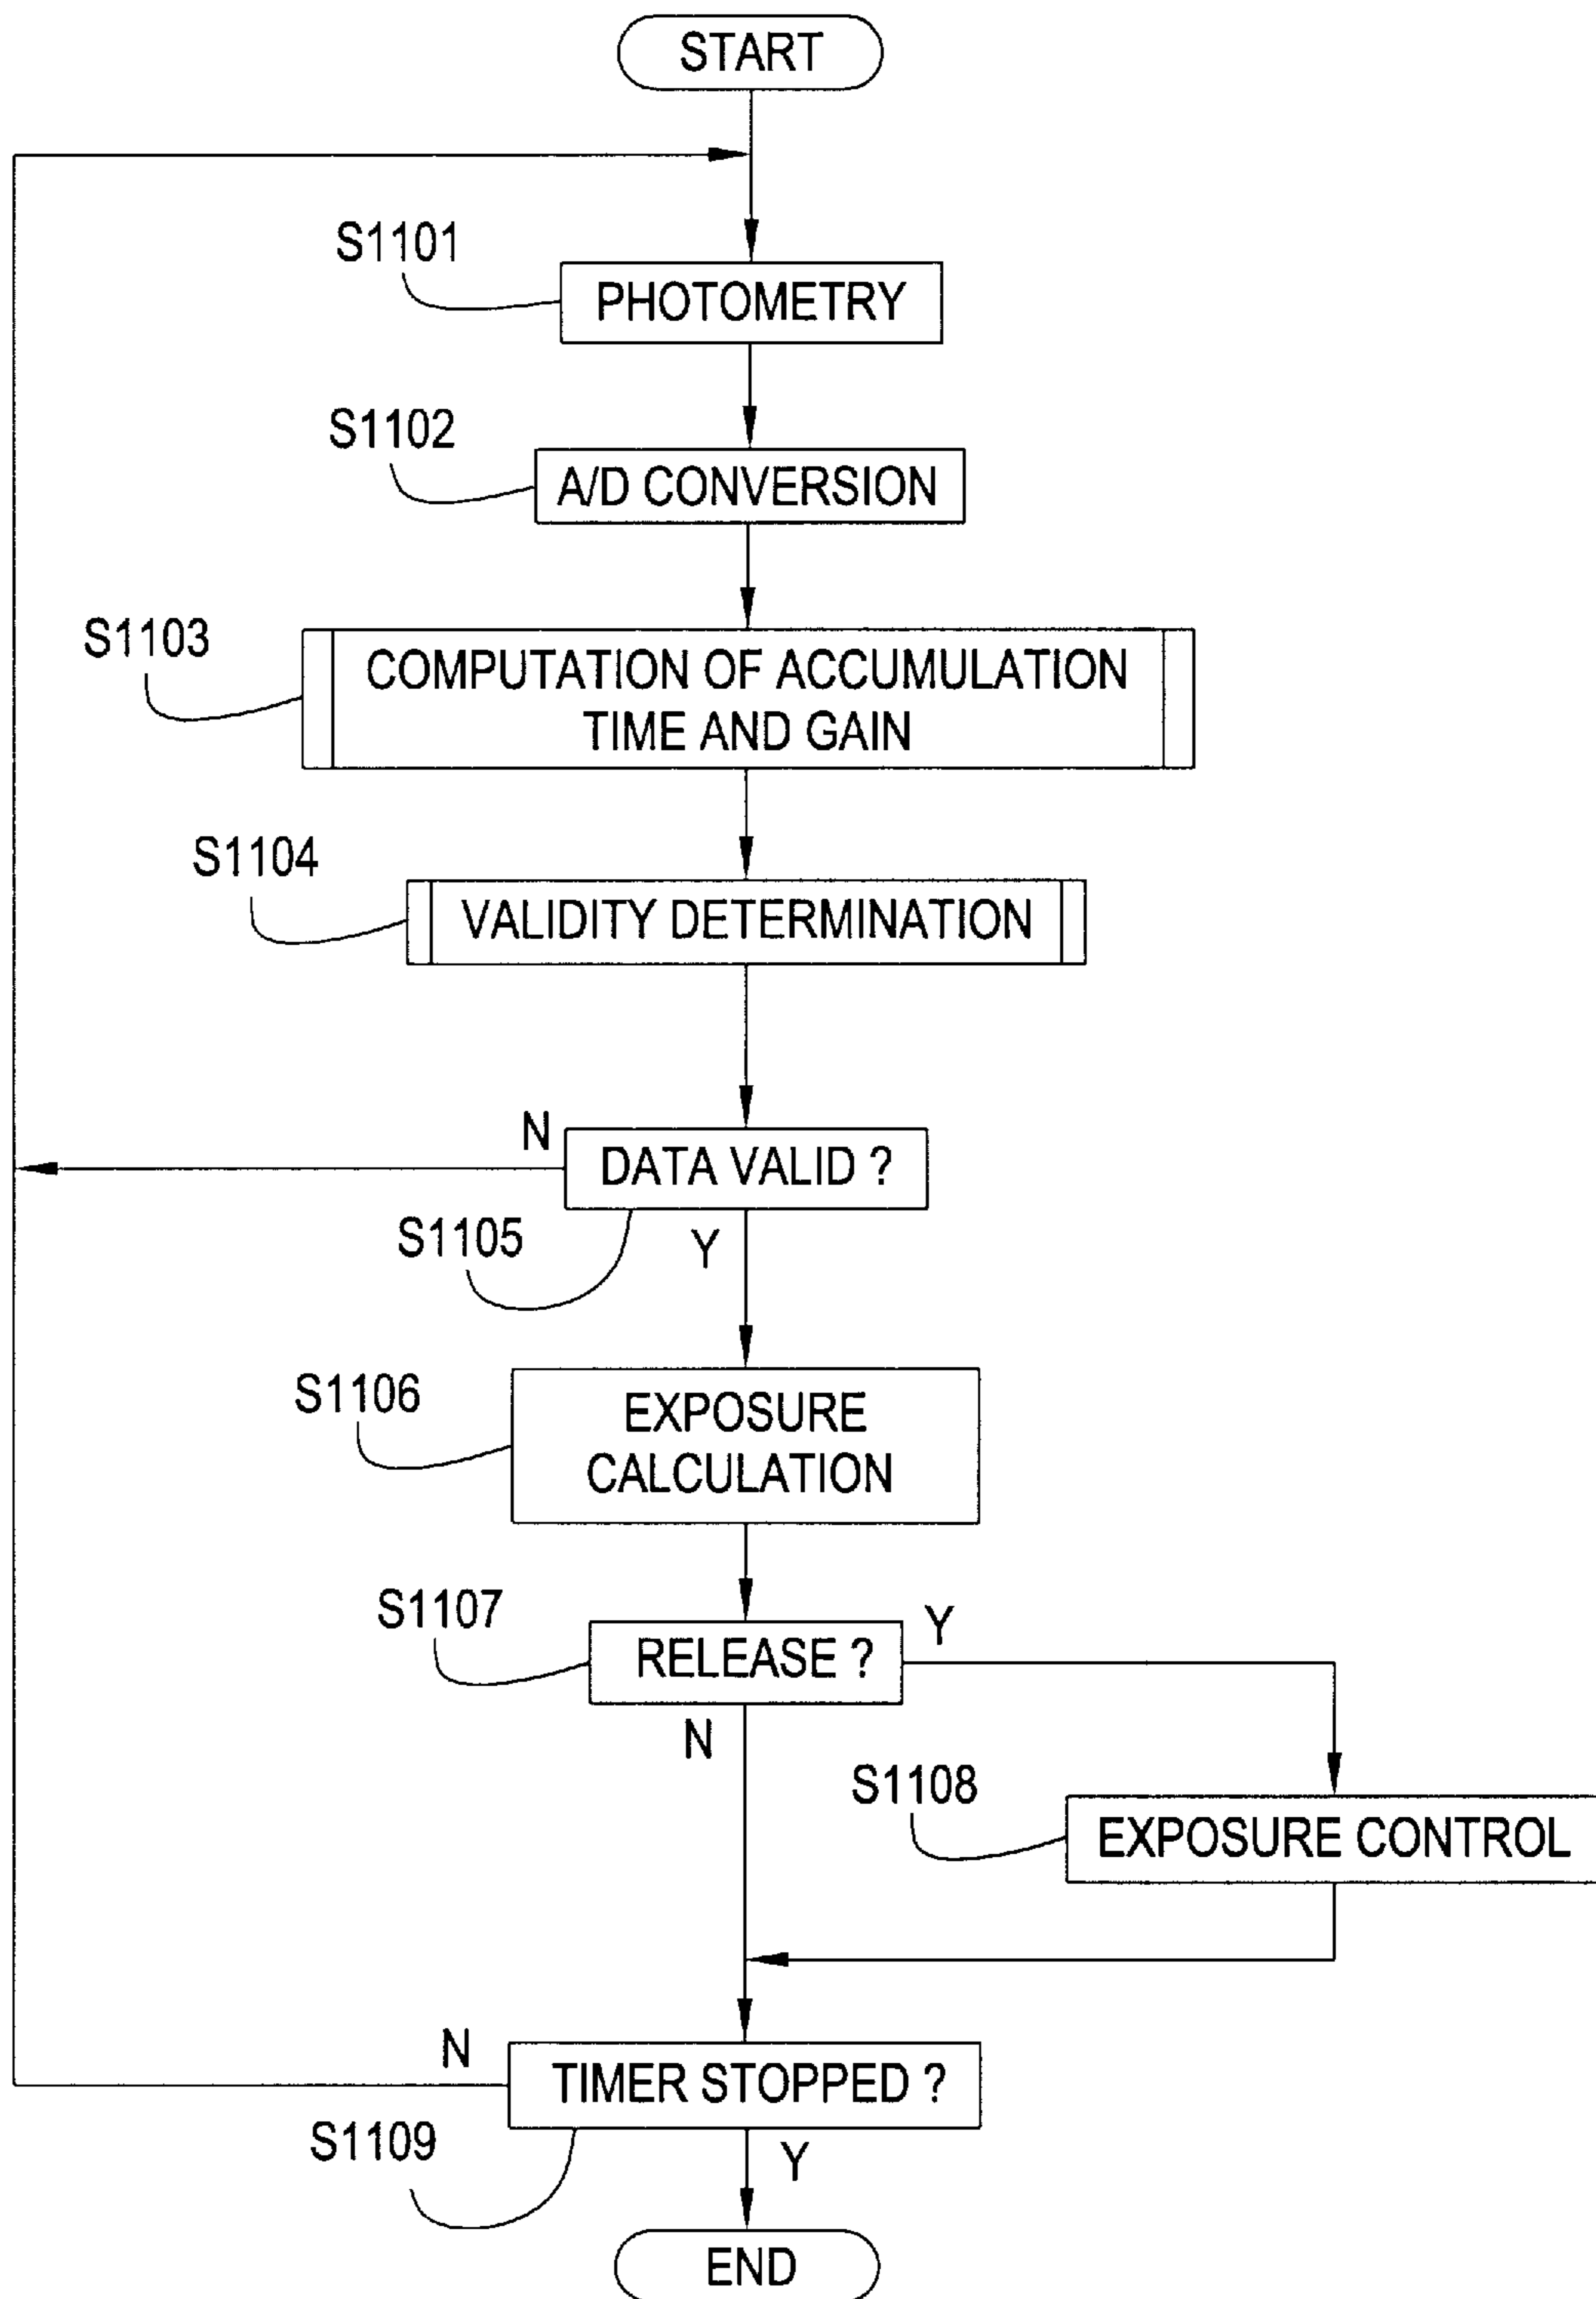 START
S1101
PHOTOMETRY
S1102
A/D CONVERSION
S1103
COMPUTATION OF ACCUMULATION
TIME AND GAIN
S1104
VALIDITY DETERMINATION
N
DATA VALID ?
S1105
Y
S1106
EXPOSURE
CALCULATION
S1107
RELEASE ?
Y
N
S1108
EXPOSURE CONTROL
N
TIMER STOPPED ?
S1109
Y
END